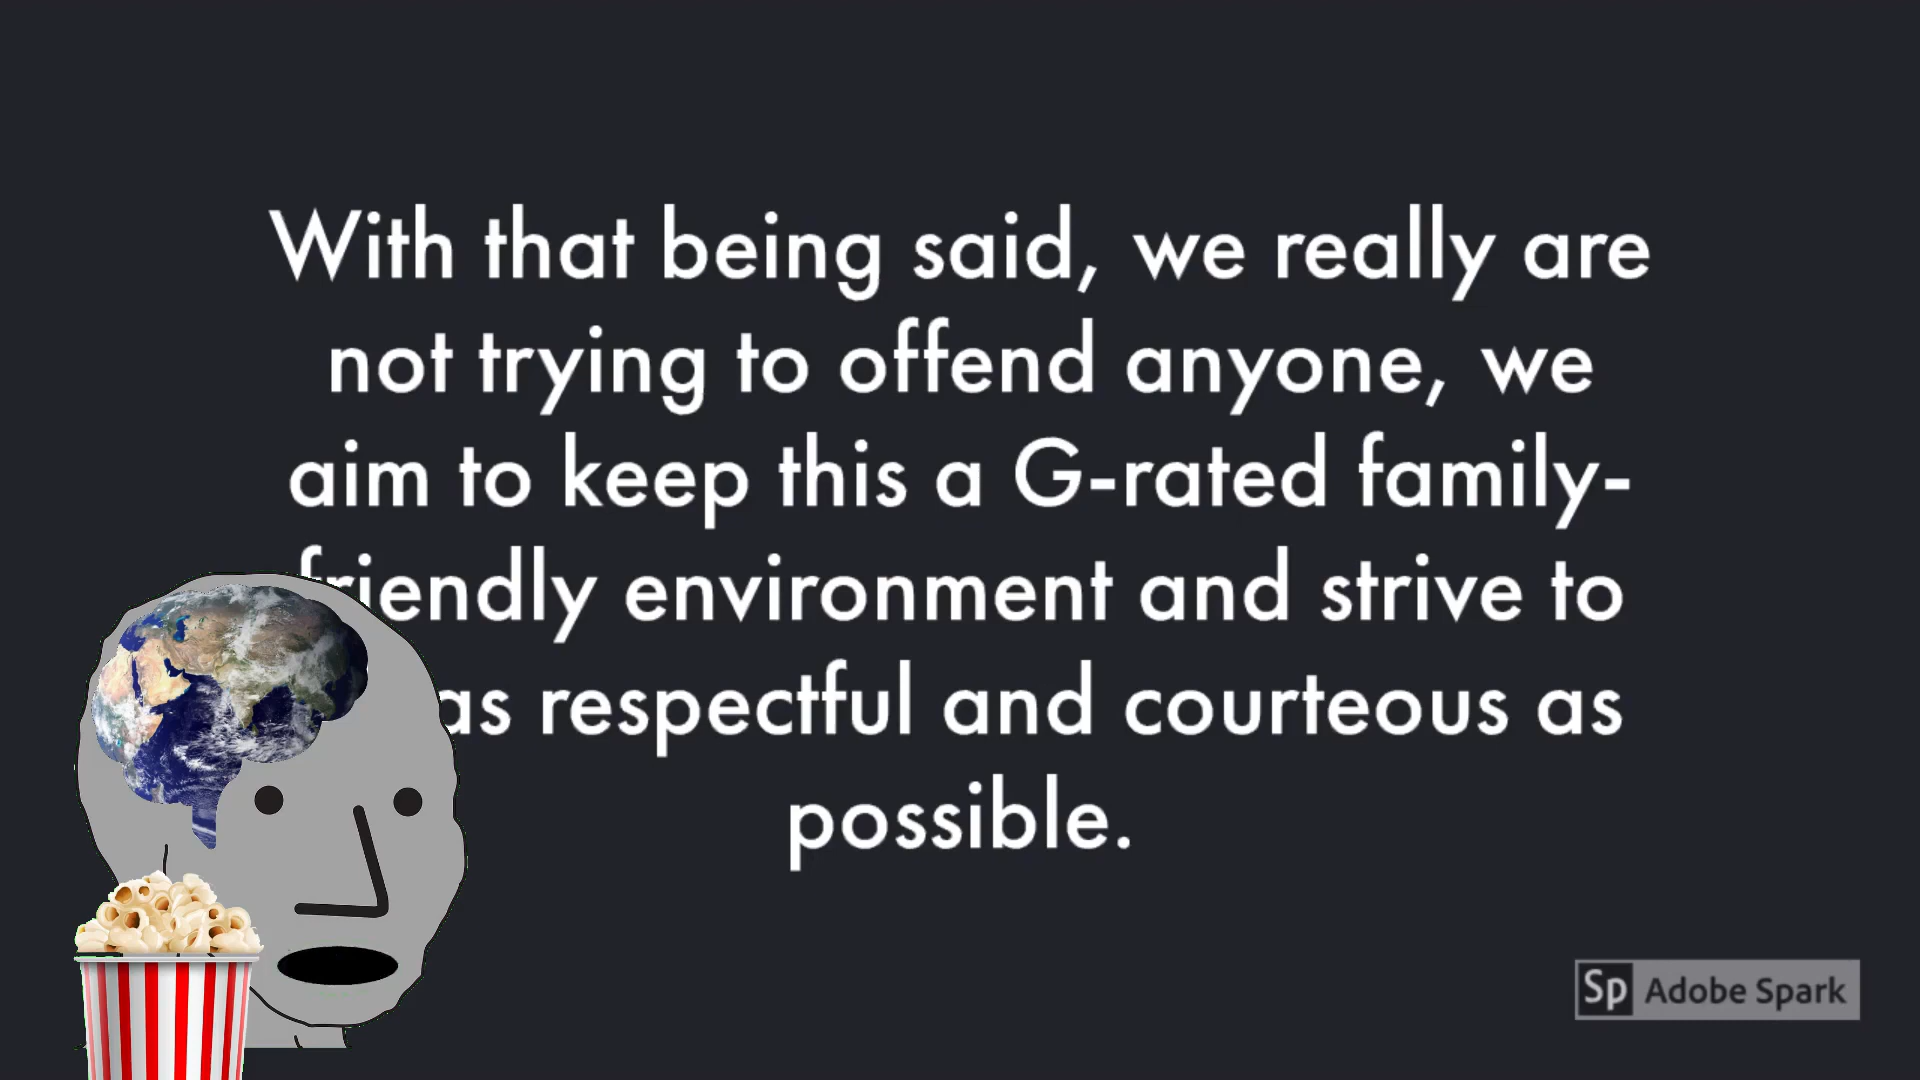 With that being said, we really are
not trying to offend anyone, we
aim to keep this a G-rated family-
friendly environment and strive to
as respectful and courteous as
possible.
Sp Adobe Spark